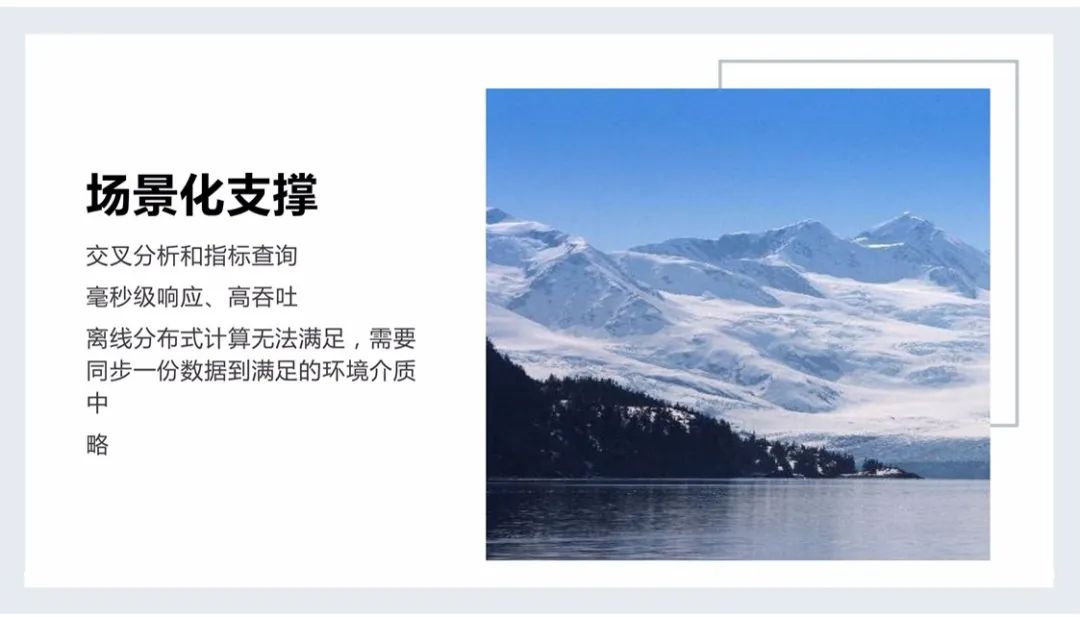 场景化支撑
交叉分析和指标查询
毫秒级响应、高吞吐
离线分布式计算无法满足，需要
同步一份数据到满足的环境介质
中
略